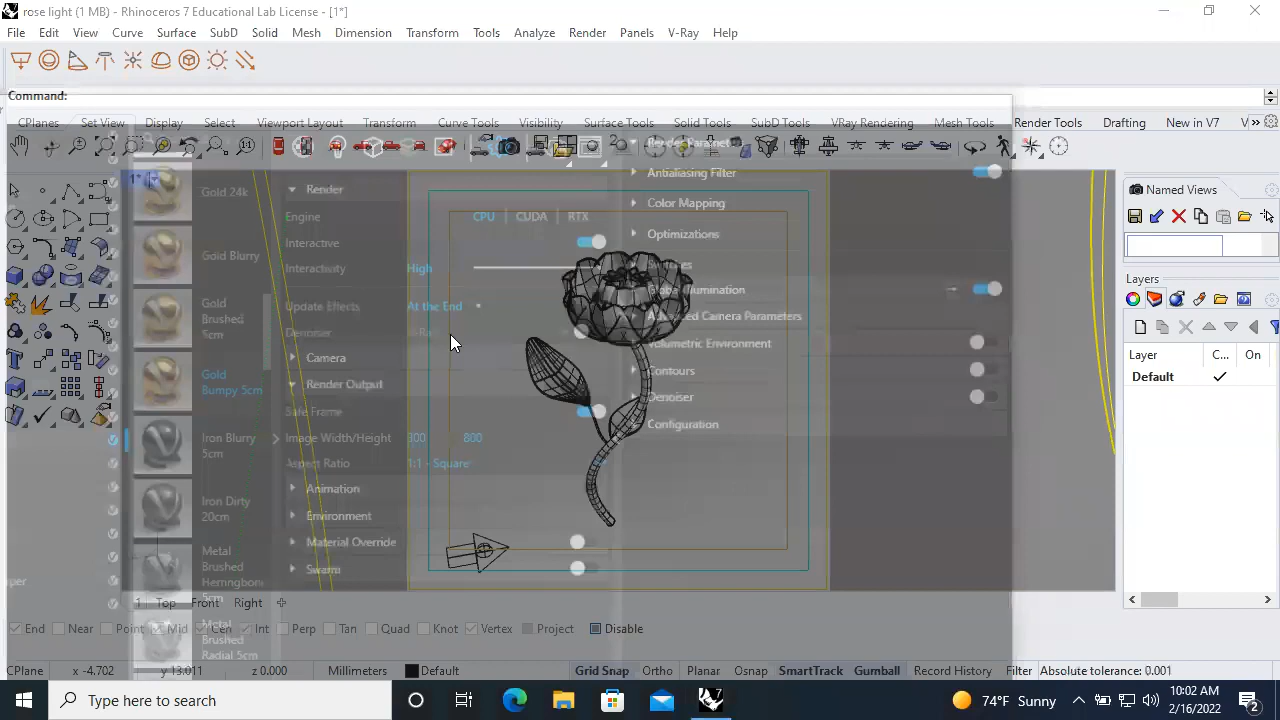 rose light (1 MB) - Rhinoceros 7 Educational Lab License - [1*]
File Edit View Curve Surface SubD Solid Mesh Dimension Transform Tools Analyze Render Panels V-Ray Help
Command:
CPlanes Set View Display Select Viewport Layout Transform Curve Tools Visibility Surface Tools Solid Tools SubD Tools VRay Rendering Mesh Tools Render Tools Drafting New in V7 V
1*
Antialiasing Filter
Color Mapping
Optimizations
Global Illumination
Advanced Camera Parameters
Volumetric Environment
Contours
Denoiser
Configuration
Gold 24k
Gold Blurry
Gold Brushed 5cm
Gold Bumpy 5cm
Iron Blurry 5cm
Iron Dirty 20cm
Metal Brushed Herringbone 5cm
Metal Brushed Radial 5cm
Render
Engine CPU CUDA RTX
Interactive
Interactivity High
Update Effects At the End
Denoiser
Camera
Render Output
Safe Frame
Image Width/Height 800
Aspect Ratio 1:1 - Square
Animation
Environment
Material Override
Swarm
Named Views
Layers
Layer C... On
Default
1 Top Front Right
End Near Point Mid Cen Int Perp Tan Quad Knot Vertex Project Disable
CPlane x -4.702 y 13.011 z 0.000 Millimeters Default Grid Snap Ortho Planar Osnap SmartTrack Gumball Record History Filter Absolute tolerance: 0.001
Type here to search
74°F Sunny
10:02 AM
2/16/2022
2